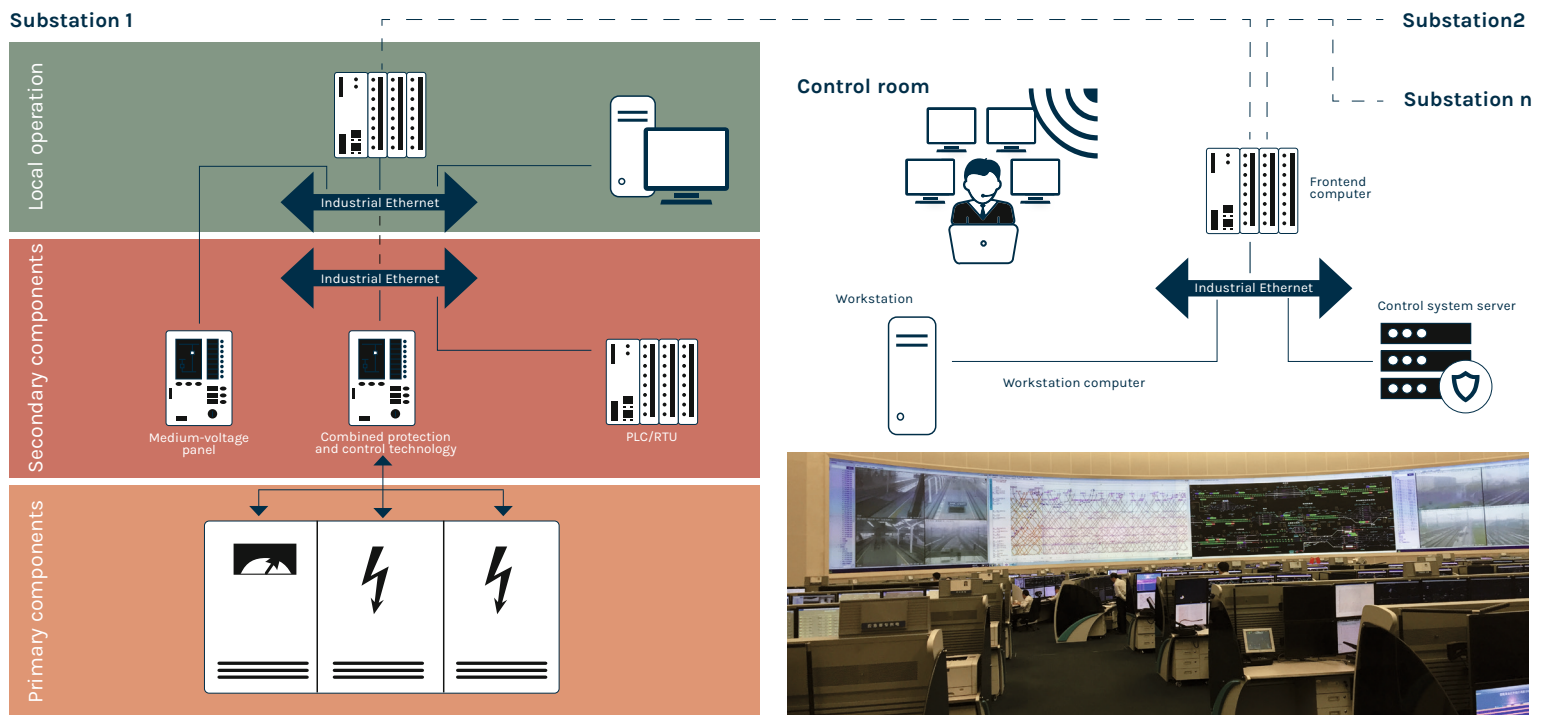 Substation 1
Substation2
Substation n
Local operation
Industrial Ethernet
Secondary components
Industrial Ethernet
Medium-voltage
panel
Combined protection
and control technology
PLC/RTU
Primary components
Control room
Frontend
computer
Industrial Ethernet
Workstation
Control system server
Workstation computer